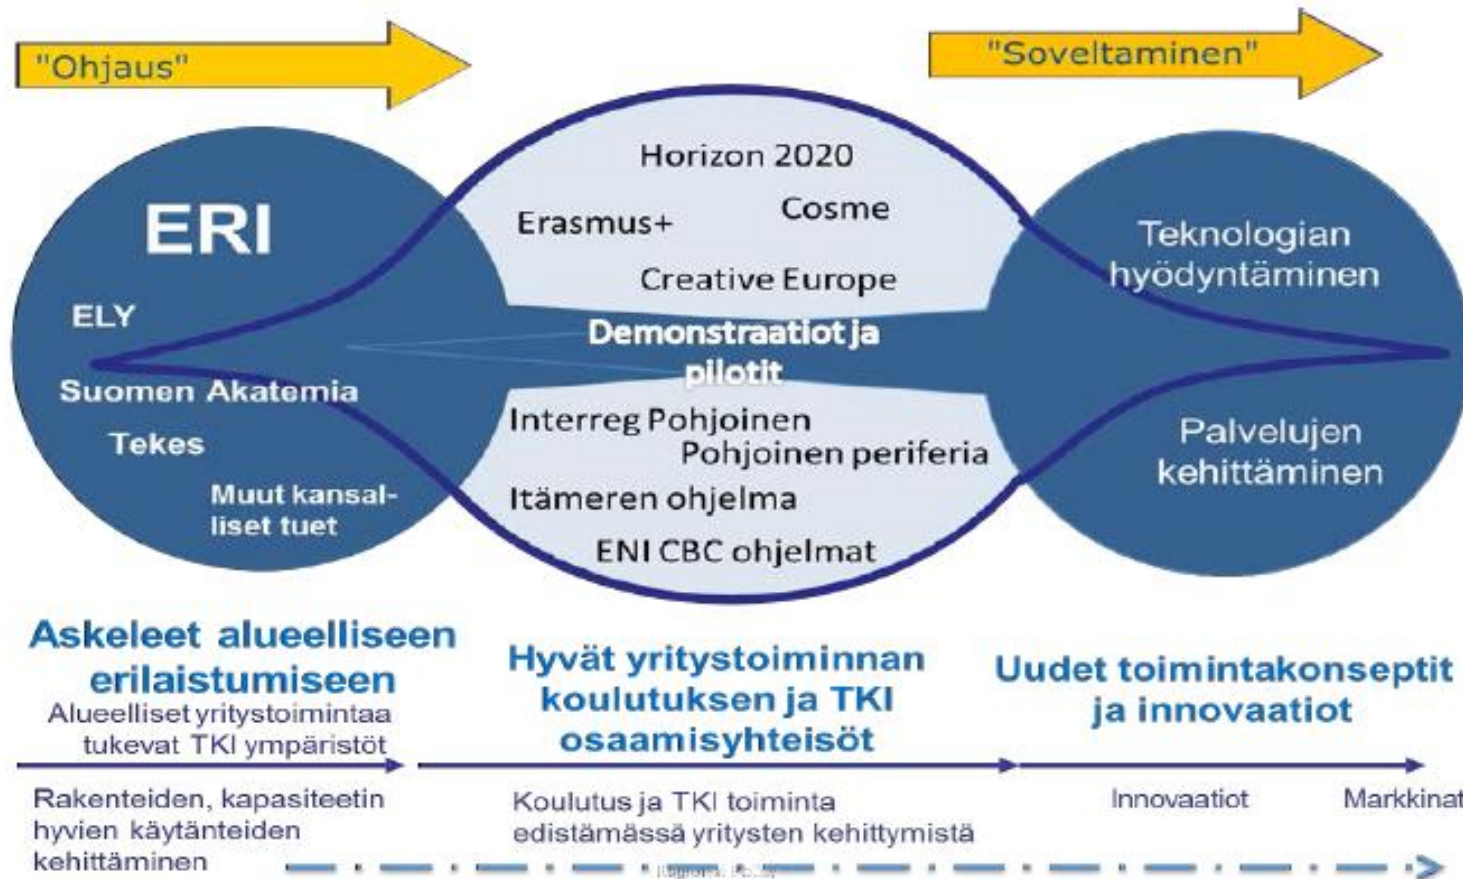 "Ohjaus"
"Soveltaminen"
ERI
ELY
Suomen Akatemia
Tekes
Muut kansal-
liset tuet
Horizon 2020
Erasmus+
Cosme
Creative Europe
Demonstraatiot ja
pilotit
Interreg Pohjoinen
Pohjoinen periferia
Itämeren ohjelma
ENI CBC ohjelmat
Teknologian
hyödyntäminen
Palvelujen
kehittäminen
Askeleet alueelliseen
erilaistumiseen
Alueelliset yritystoimintaa
tukevat TKI ympäristöt
Rakenteiden, kapasiteetin
hyvien käytänteiden
kehittäminen
Hyvät yritystoiminnan
koulutuksen ja TKI
osaamisyhteisöt
Koulutus ja TKI toiminta
edistämässä yritysten kehittymistä
Uudet toimintakonseptit
ja innovaatiot
Innovaatiot
Markkinat